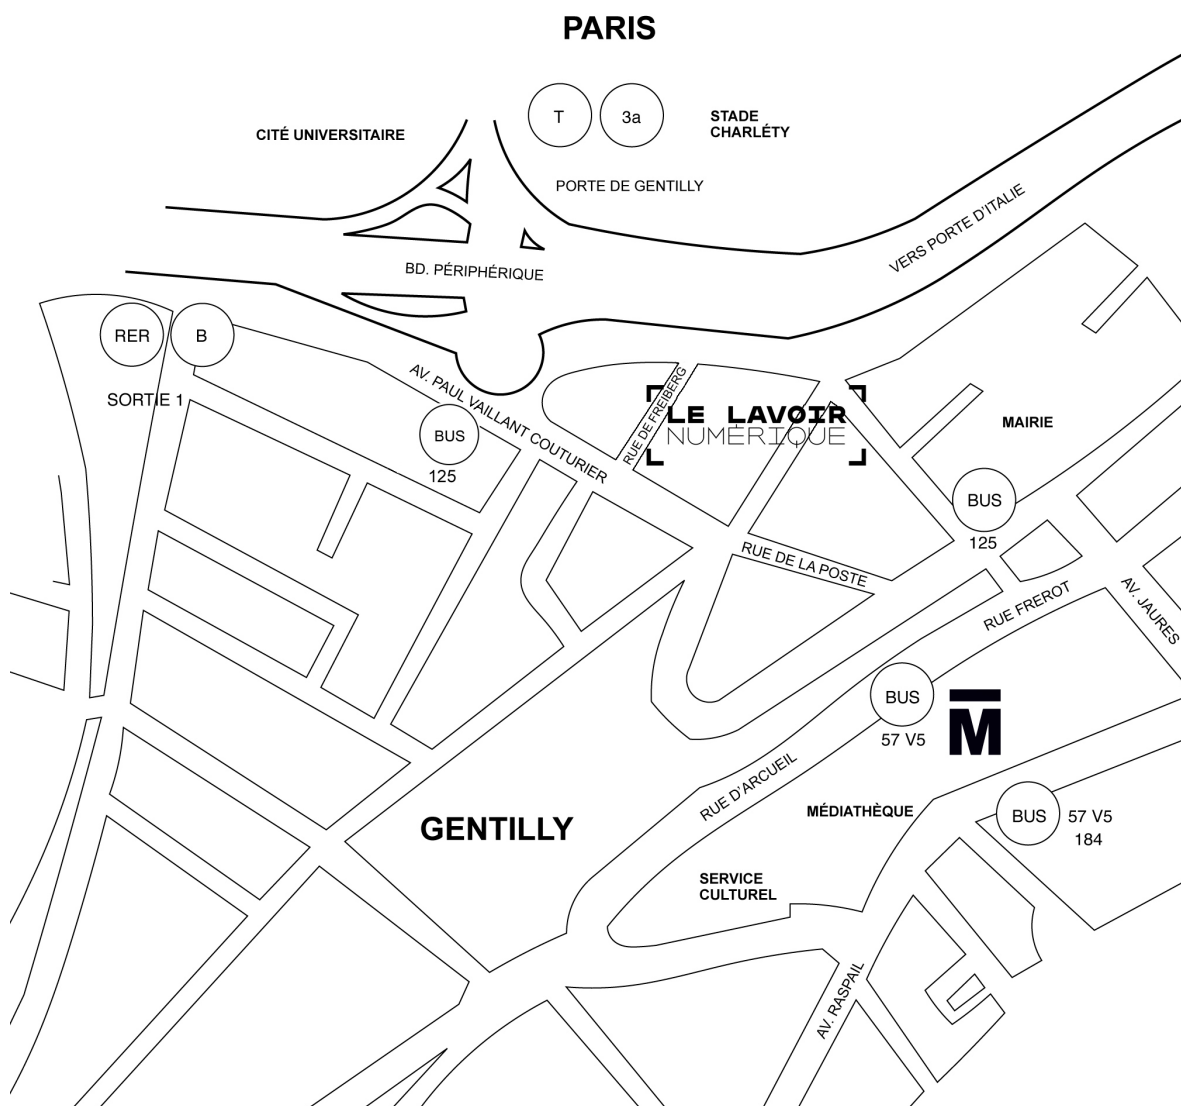 PARIS
T
3a
STADE
CHARLÉTY
CITÉ UNIVERSITAIRE
PORTE DE GENTILLY
VERS PORTE D'ITALIE
BD. PÉRIPHÉRIQUE
RER
B
SORTIE 1
AV. PAUL VAILLANT COUTURIER
BUS
125
RUE DE FREIBERG
LE LAVOIR
NUMÉRIQUE
MAIRIE
BUS
125
RUE DE LA POSTE
RUE FREROT
AV. JAURES
BUS
57 V5
M
RUE D'ARCUEIL
MÉDIATHÈQUE
BUS
57 V5
184
GENTILLY
SERVICE
CULTUREL
AV. RASPAIL